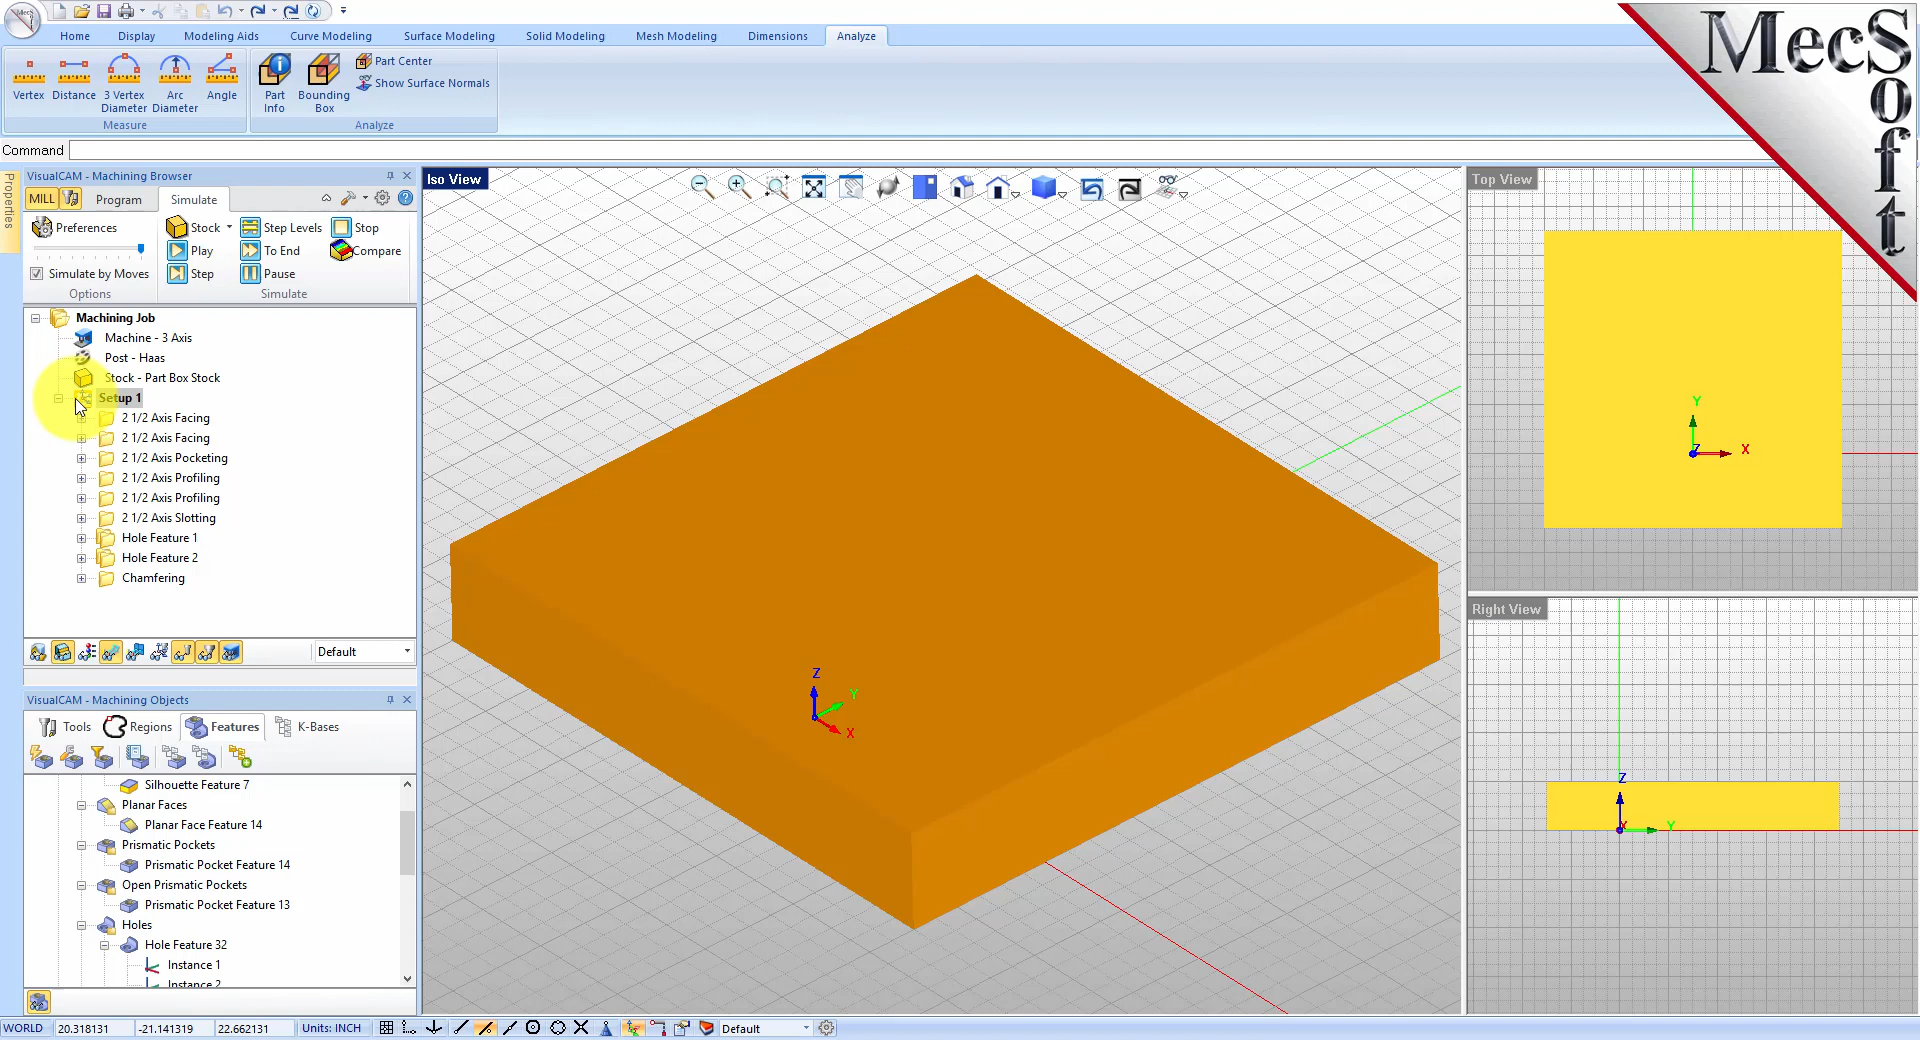 MecS
Home Display Modeling Aids Curve Modeling Surface Modeling Solid Modeling Mesh Modeling Dimensions Analyze
MecSoft
Vertex Distance 3 Vertex Diameter Arc Diameter Angle
Measure
Part Info Bounding Box
Part Center
Show Surface Normals
Analyze
Command
Properties
VisualCAM - Machining Browser
MILL Program Simulate
Preferences
Simulate by Moves
Options
Stock Step Levels Stop
Play To End Compare
Step Pause
Simulate
Machining Job
Machine - 3 Axis
Post - Haas
Stock - Part Box Stock
Setup 1
2 1/2 Axis Facing
2 1/2 Axis Facing
2 1/2 Axis Pocketing
2 1/2 Axis Profiling
2 1/2 Axis Profiling
2 1/2 Axis Slotting
Hole Feature 1
Hole Feature 2
Chamfering
Default
VisualCAM - Machining Objects
Tools Regions Features K-Bases
Silhouette Feature 7
Planar Faces
Planar Face Feature 14
Prismatic Pockets
Prismatic Pocket Feature 14
Open Prismatic Pockets
Prismatic Pocket Feature 13
Holes
Hole Feature 32
Instance 1
Instance 2
Iso View
Z
Y
X
Top View
Y
Z X
Right View
Z
X Y
WORLD 20.318131 -21.141319 22.662131 Units: INCH Default